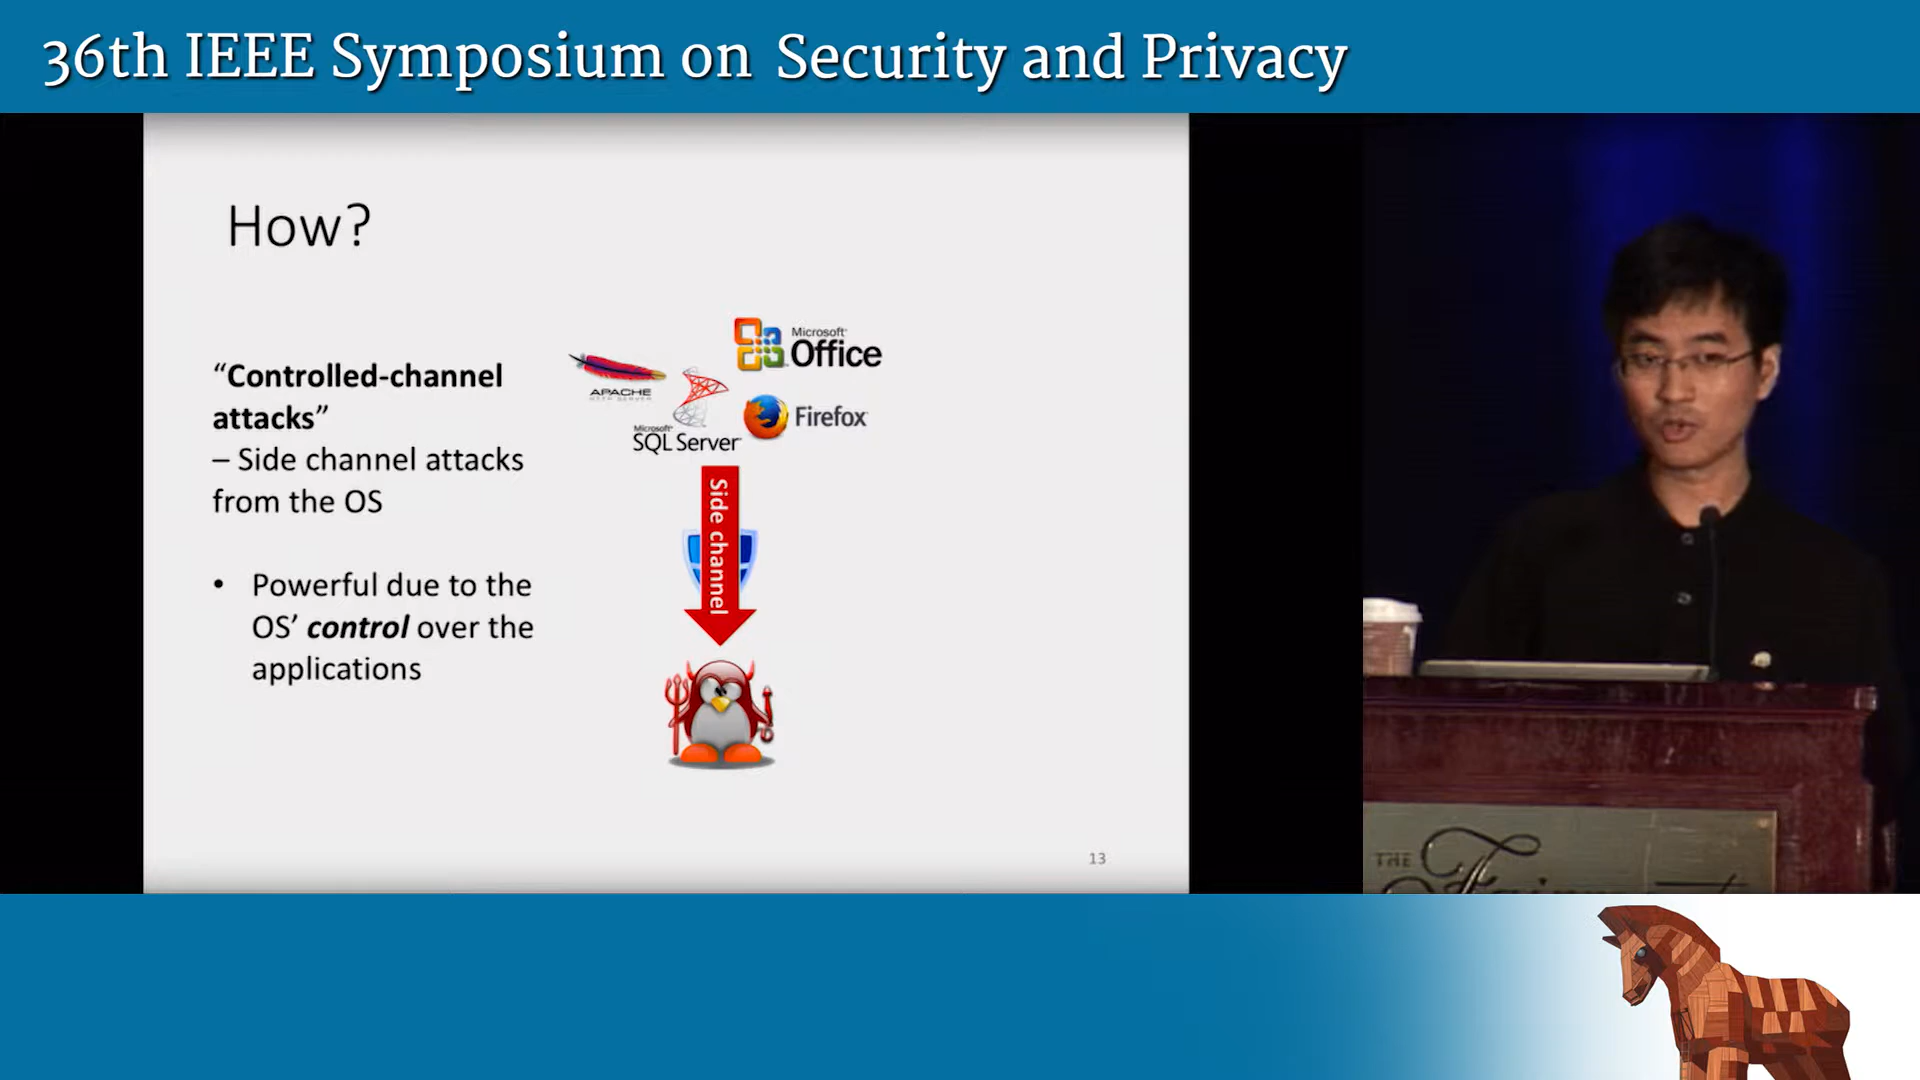 36th IEEE Symposium on Security and Privacy
How?
“Controlled-channel
attacks”
– Side channel attacks
from the OS
• Powerful due to the
OS’ control over the
applications
Microsoft
Office
APACHE
Microsoft
SQL Server
Firefox
Side channel
13
THE